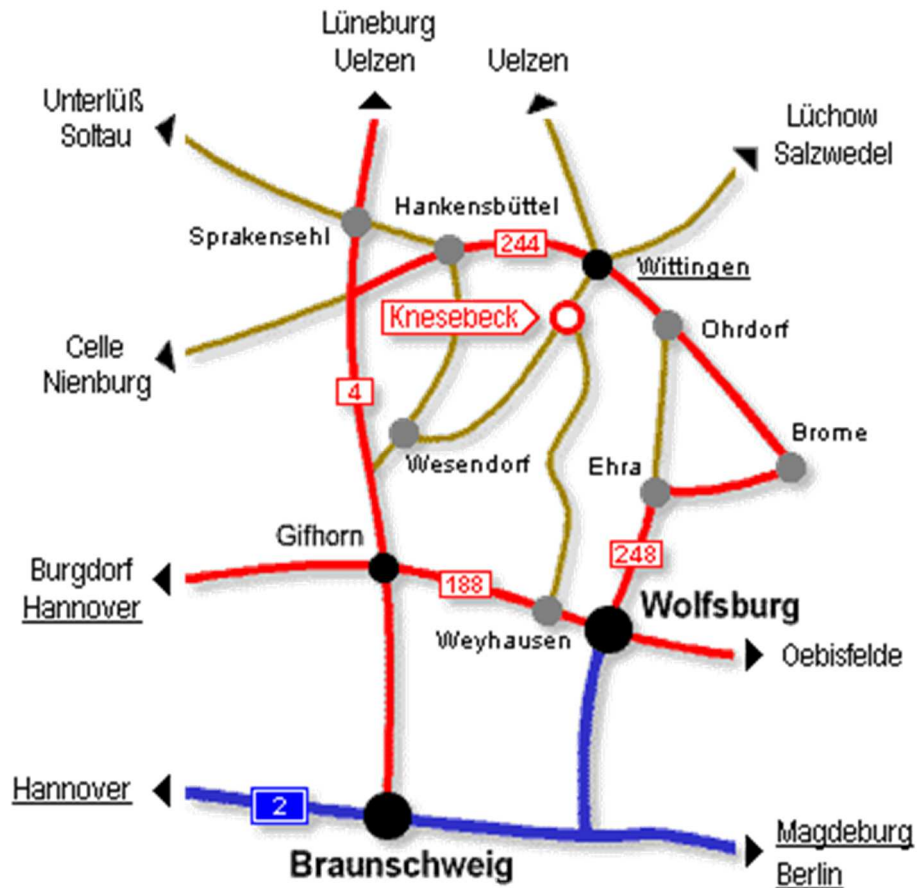 Lüneburg
Uelzen
Uelzen
Unterlüß
Soltau
Lüchow
Salzwedel
Hankensbüttel
Sprakensehl
244
Wittingen
Knesebeck
Ohrdorf
Celle
Nienburg
4
Brome
Wesendorf
Ehra
Gifhorn
248
Burgdorf
Hannover
188
Wolfsburg
Weyhausen
Oebisfelde
Hannover
2
Magdeburg
Berlin
Braunschweig